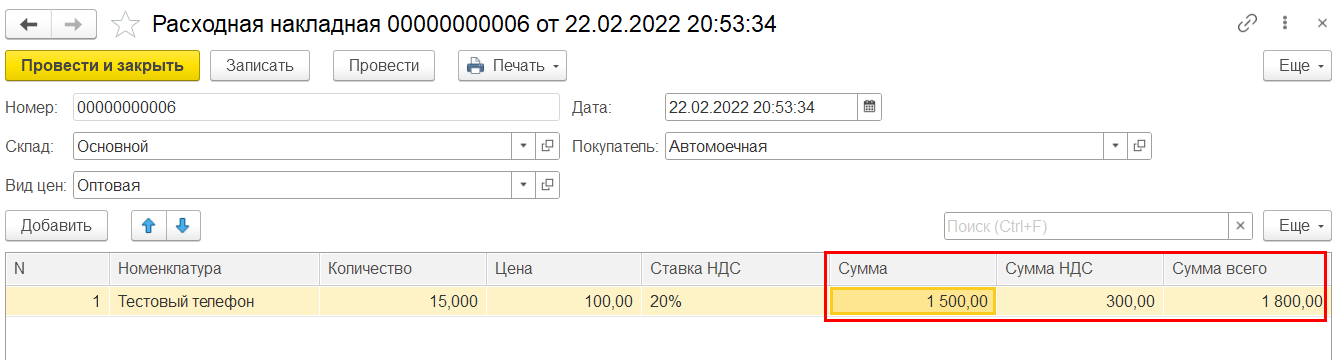 Расходная накладная 00000000006 от 22.02.2022 20:53:34
Провести и закрыть Записать Провести Печать Еще
Номер: 00000000006 Дата: 22.02.2022 20:53:34
Склад: Основной Покупатель: Автомоечная
Вид цен: Оптовая
Добавить Поиск (Ctrl+F) Еще
N Номенклатура Количество Цена Ставка НДС Сумма Сумма НДС Сумма всего
1 Тестовый телефон 15,000 100,00 20% 1 500,00 300,00 1 800,00